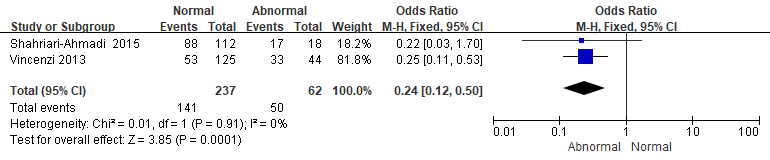 Normal Abnormal Odds Ratio Odds Ratio
Study or Subgroup Events Total Events Total Weight M-H, Fixed, 95% CI M-H, Fixed, 95% CI
Shahriari-Ahmadi 2015 88 112 17 18 18.2% 0.22 [0.03, 1.70]
Vincenzi 2013 53 125 33 44 81.8% 0.25 [0.11, 0.53]
Total (95% CI) 237 62 100.0% 0.24 [0.12, 0.50]
Total events 141 50
Heterogeneity: Chi² = 0.01, df = 1 (P = 0.91); I² = 0%
Test for overall effect: Z = 3.85 (P = 0.0001)
0.01 0.1 1 10 100
Abnormal Normal